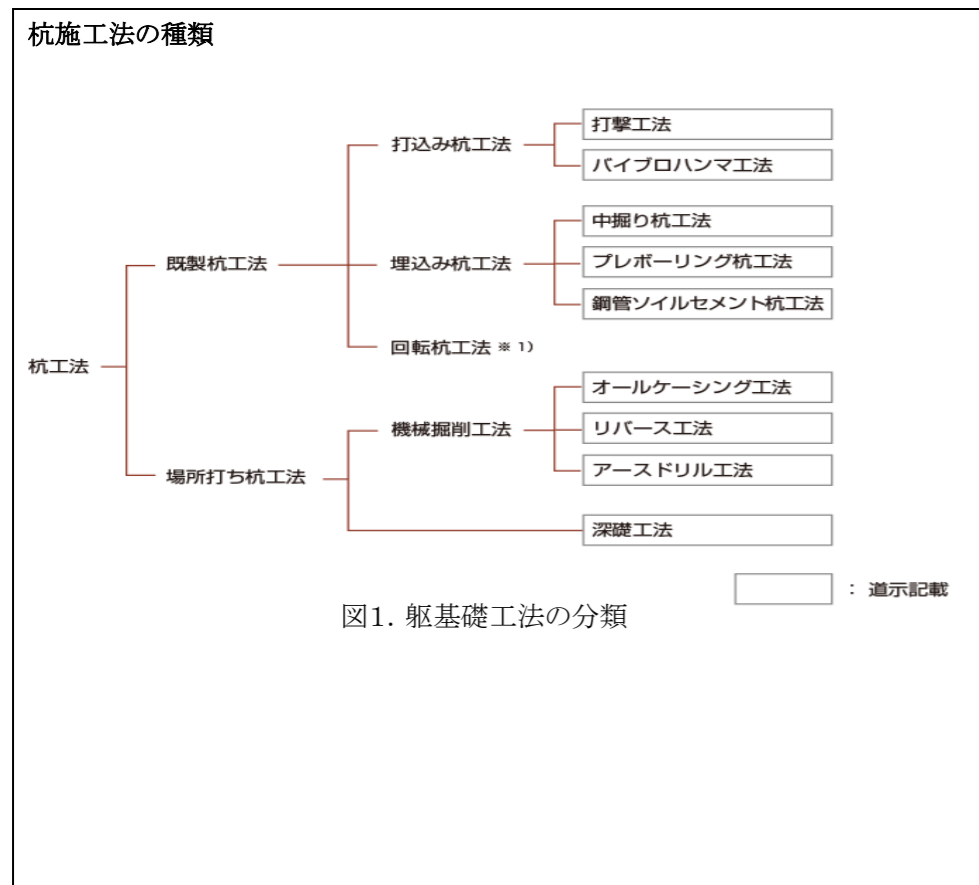 杭施工法の種類
打撃工法
打込み杭工法
バイブロハンマ工法
中掘り杭工法
既製杭工法
埋込み杭工法
プレボーリング杭工法
鋼管ソイルセメント杭工法
回転杭工法 ※ 1)
杭工法
オールケーシング工法
機械掘削工法
リバース工法
場所打ち杭工法
アースドリル工法
深礎工法
: 道示記載
図1. 躯基礎工法の分類